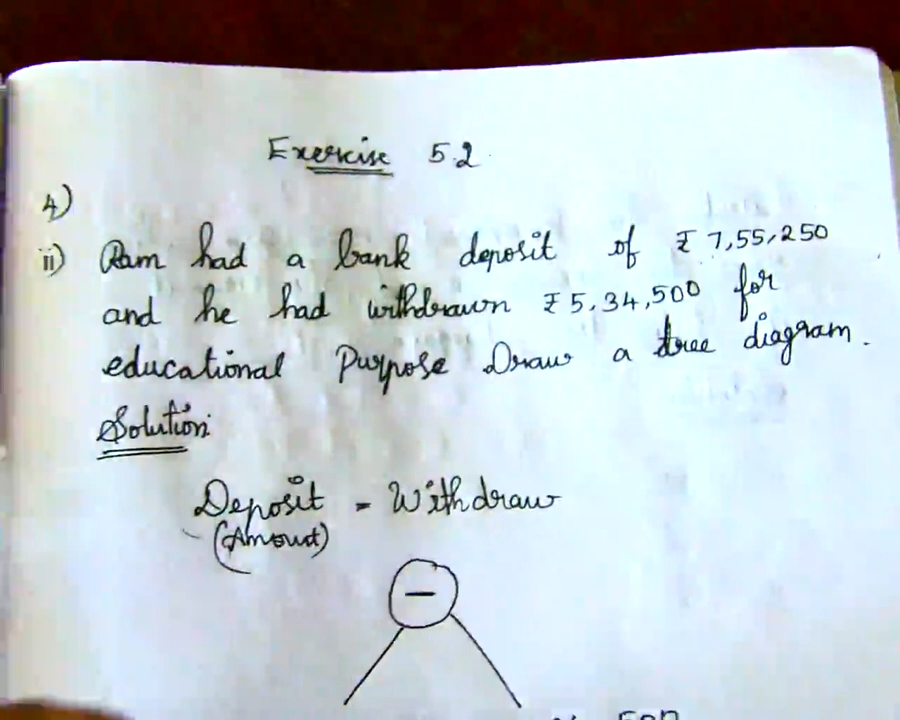 Exercise 5.2
4)
ii) Ram had a bank deposit of ₹ 7,55,250
and he had withdrawn ₹ 5,34,500 for
educational Purpose Draw a tree diagram.
Solution:
Deposit - Withdraw
(Amount)
−